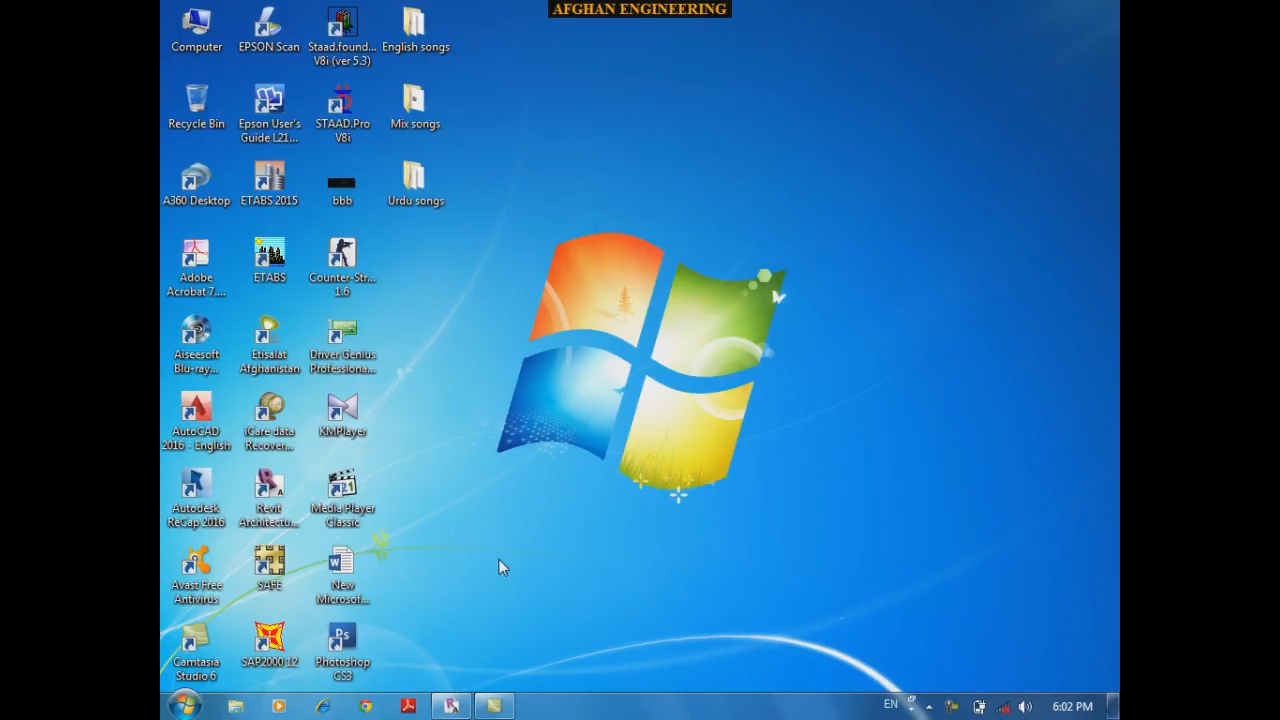 AFGHAN ENGINEERING
Computer
EPSON Scan
Staad.found...
V8i (ver 5.3)
English songs
Recycle Bin
Epson User's
Guide L21...
STAAD.Pro
V8i
Mix songs
A360 Desktop
ETABS 2015
bbb
Urdu songs
Adobe
Acrobat 7....
ETABS
Counter-Str...
1.6
Aiseesoft
Blu-ray...
Etisalat
Afghanistan
Driver Genius
Professiona...
AutoCAD
2016 - English
iCare data
Recover...
KMPlayer
Autodesk
ReCap 2016
Revit
Architectu...
Media Player
Classic
Avast Free
Antivirus
SAFE
New
Microsof...
Camtasia
Studio 6
SAP2000 12
Photoshop
CS3
EN
6:02 PM